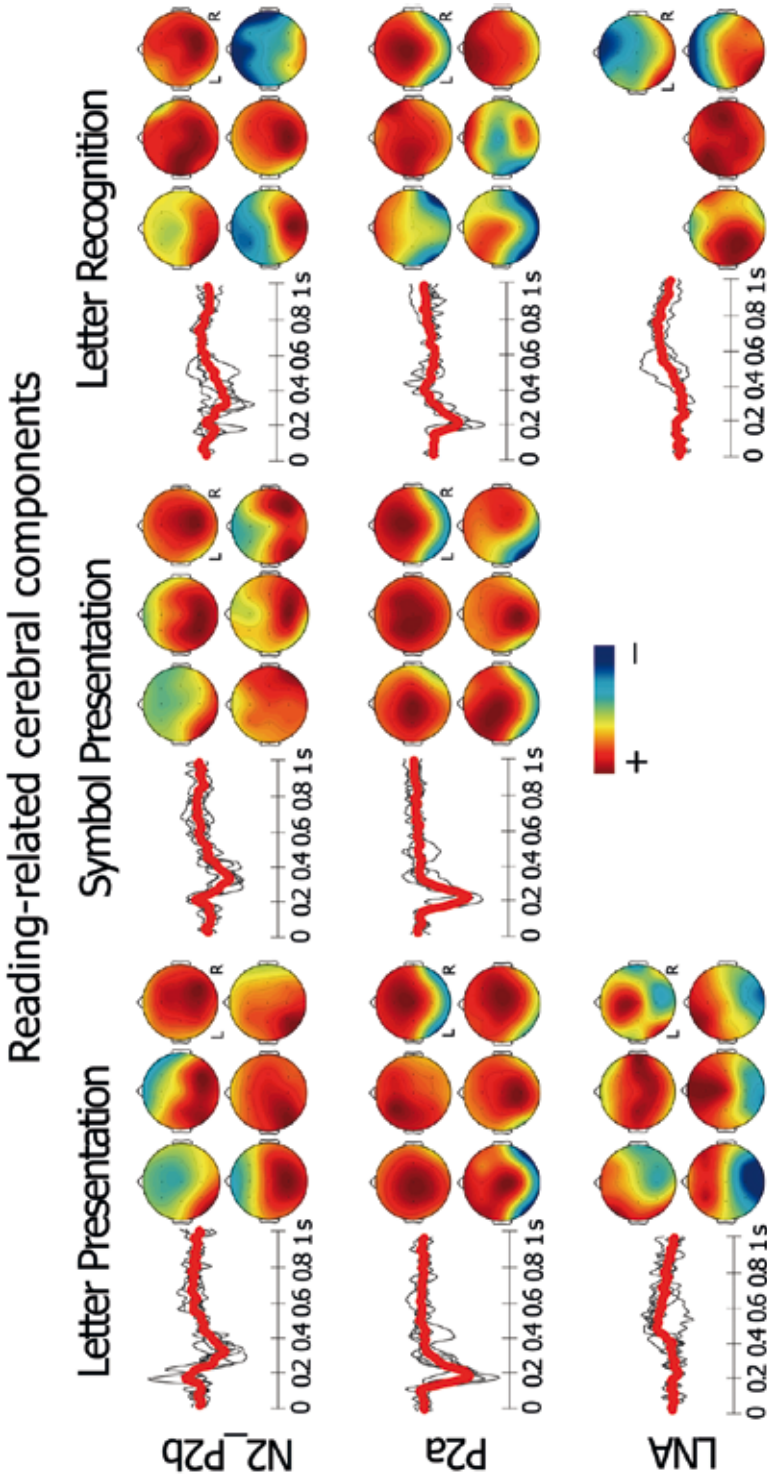 Reading-related cerebral components
Letter Presentation
Symbol Presentation
Letter Recognition
N2_P2b
0 0.2 0.4 0.6 0.8 1 s
L R
0 0.2 0.4 0.6 0.8 1 s
L R
0 0.2 0.4 0.6 0.8 1 s
L R
P2a
0 0.2 0.4 0.6 0.8 1 s
L R
0 0.2 0.4 0.6 0.8 1 s
L R
0 0.2 0.4 0.6 0.8 1 s
L R
LNA
0 0.2 0.4 0.6 0.8 1 s
L R
+ −
0 0.2 0.4 0.6 0.8 1 s
L R